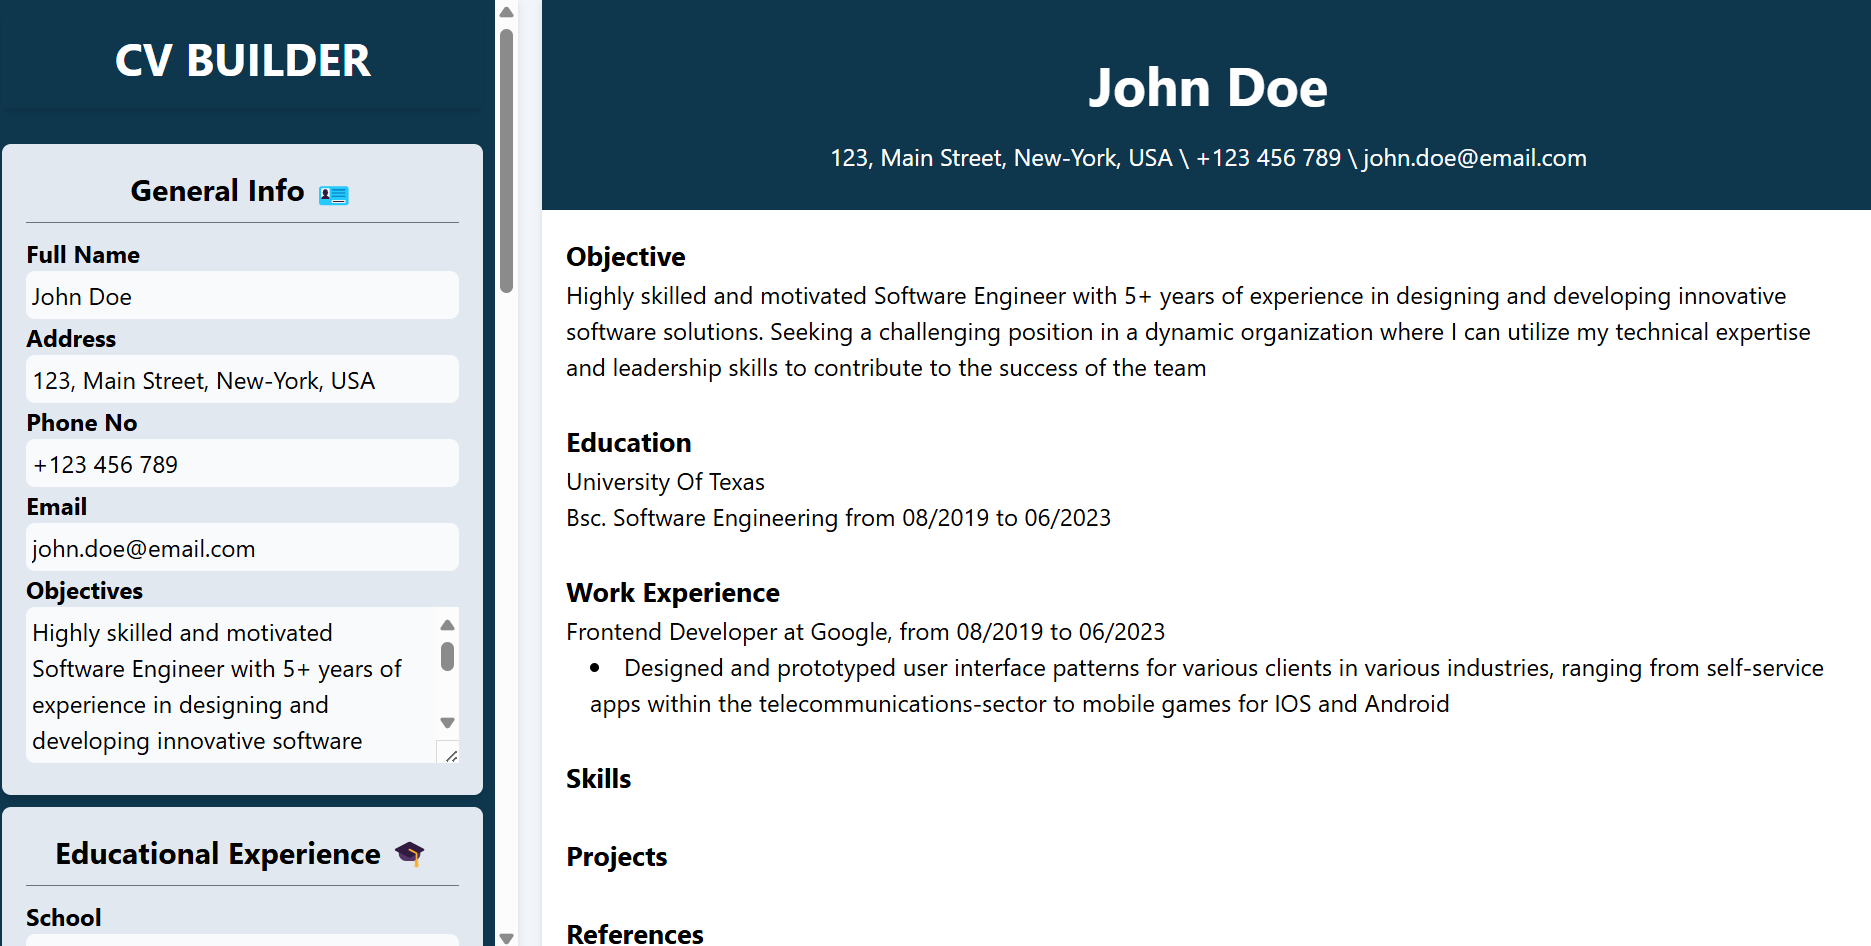 CV BUILDER
General Info
Full Name
John Doe
Address
123, Main Street, New-York, USA
Phone No
+123 456 789
Email
john.doe@email.com
Objectives
Highly skilled and motivated
Software Engineer with 5+ years of
experience in designing and
developing innovative software
Educational Experience
School
John Doe
123, Main Street, New-York, USA \ +123 456 789 \ john.doe@email.com
Objective
Highly skilled and motivated Software Engineer with 5+ years of experience in designing and developing innovative
software solutions. Seeking a challenging position in a dynamic organization where I can utilize my technical expertise
and leadership skills to contribute to the success of the team
Education
University Of Texas
Bsc. Software Engineering from 08/2019 to 06/2023
Work Experience
Frontend Developer at Google, from 08/2019 to 06/2023
• Designed and prototyped user interface patterns for various clients in various industries, ranging from self-service
apps within the telecommunications-sector to mobile games for IOS and Android
Skills
Projects
References